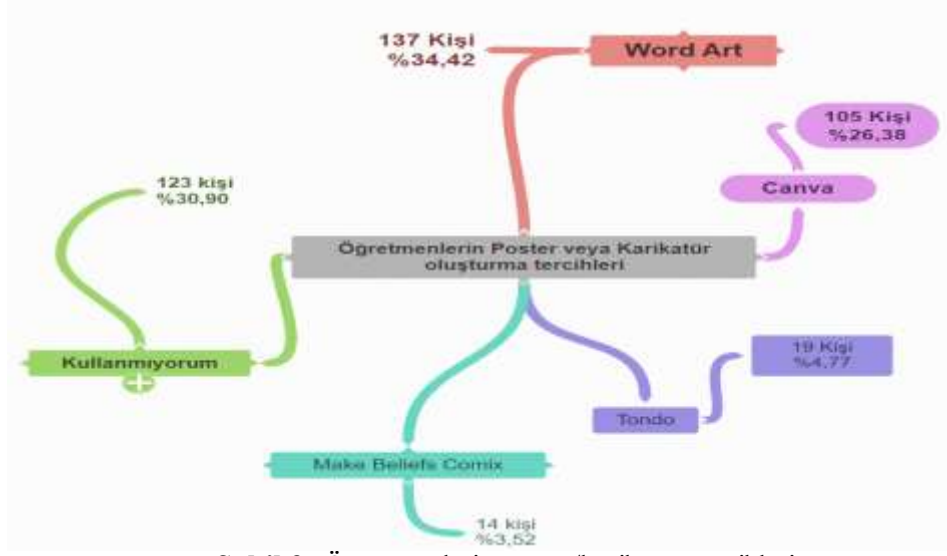 137 Kişi
%34,42
Word Art
105 Kişi
%26,38
Canva
123 kişi
%30,90
Öğretmenlerin Poster veya Karikatür
oluşturma tercihleri
Kullanmıyorum
19 Kişi
%4,77
Tondo
Make Beliefs Comix
14 kişi
%3,52